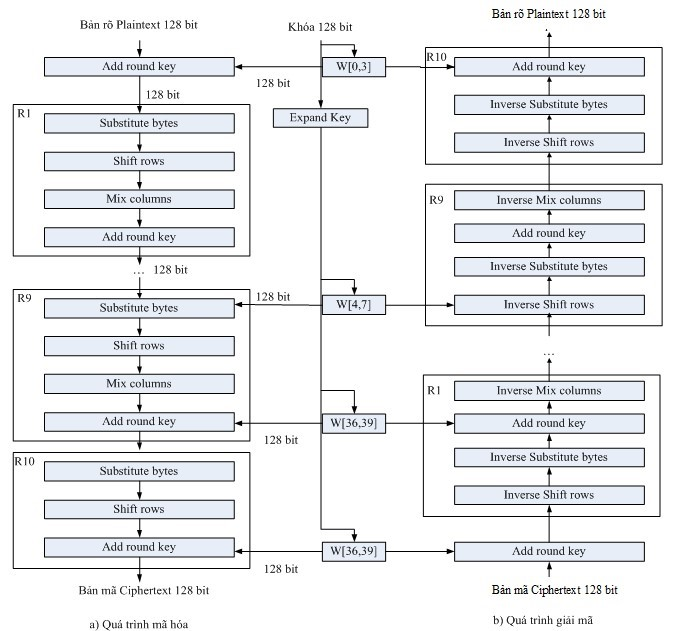 Bản rõ Plaintext 128 bit
Khóa 128 bit
Bản rõ Plaintext 128 bit
Add round key
128 bit
W[0,3]
R10
Add round key
128 bit
Expand Key
Inverse Substitute bytes
R1
Substitute bytes
Inverse Shift rows
Shift rows
Mix columns
R9
Inverse Mix columns
Add round key
Add round key
... 128 bit
Inverse Substitute bytes
R9
Substitute bytes
128 bit
W[4,7]
Inverse Shift rows
Shift rows
...
Mix columns
R1
Inverse Mix columns
Add round key
128 bit
W[36,39]
Add round key
R10
Substitute bytes
Inverse Substitute bytes
Shift rows
Inverse Shift rows
Add round key
128 bit
W[36,39]
Add round key
Bản mã Ciphertext 128 bit
Bản mã Ciphertext 128 bit
a) Quá trình mã hóa
b) Quá trình giải mã